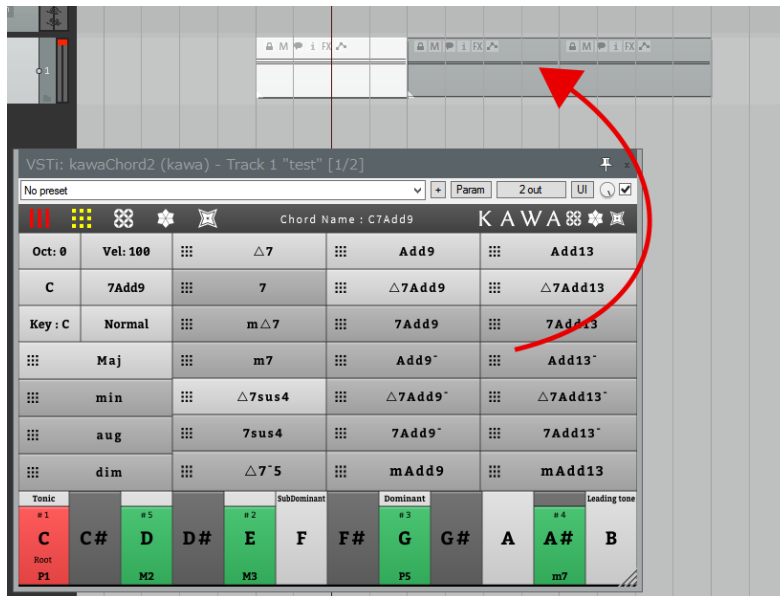 M i FX M i FX M i FX
1
VSTi: kawaChord2 (kawa) - Track 1 "test" [1/2]
No preset + Param 2 out UI
Chord Name : C7Add9 KAWA
Oct: 0 Vel: 100 △7 Add9 Add13
C 7Add9 7 △7Add9 △7Add13
Key : C Normal m△7 7Add9 7Add13
Maj m7 Add9⁻ Add13⁻
min △7sus4 △7Add9⁻ △7Add13⁻
aug 7sus4 7Add9⁻ 7Add13⁻
dim △7⁻5 mAdd9 mAdd13
Tonic SubDominant Dominant Leading tone
#1 #5 #2 #3 #4
C C# D D# E F F# G G# A A# B
Root
P1 M2 M3 P5 m7